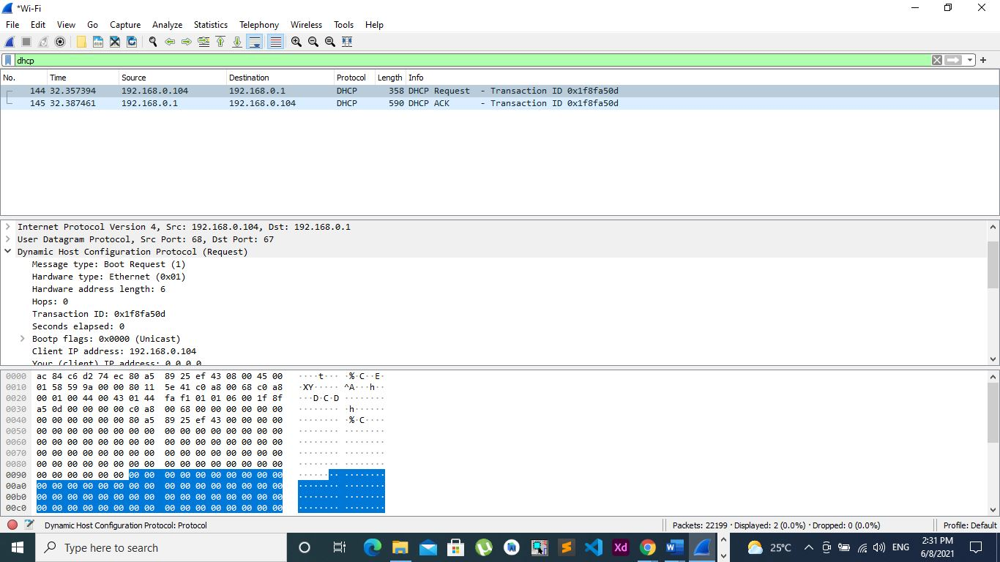 *Wi-Fi
File Edit View Go Capture Analyze Statistics Telephony Wireless Tools Help
dhcp
No. Time Source Destination Protocol Length Info
144 32.357394 192.168.0.104 192.168.0.1 DHCP 358 DHCP Request - Transaction ID 0x1f8fa50d
145 32.387461 192.168.0.1 192.168.0.104 DHCP 590 DHCP ACK - Transaction ID 0x1f8fa50d
Internet Protocol Version 4, Src: 192.168.0.104, Dst: 192.168.0.1
User Datagram Protocol, Src Port: 68, Dst Port: 67
Dynamic Host Configuration Protocol (Request)
Message type: Boot Request (1)
Hardware type: Ethernet (0x01)
Hardware address length: 6
Hops: 0
Transaction ID: 0x1f8fa50d
Seconds elapsed: 0
Bootp flags: 0x0000 (Unicast)
Client IP address: 192.168.0.104
Your (client) IP address: 0.0.0.0
0000 ac 84 c6 d2 74 ec 80 a5 89 25 ef 43 08 00 45 00 ····t··· ·%·C··E·
0010 01 58 59 9a 00 00 80 11 5e 41 c0 a8 00 68 c0 a8 ·XY····· ^A···h··
0020 00 01 00 44 00 43 01 44 fa f1 01 01 06 00 1f 8f ···D·C·D ········
0030 a5 0d 00 00 00 00 c0 a8 00 68 00 00 00 00 00 00 ········ ·h······
0040 00 00 00 00 00 00 80 a5 89 25 ef 43 00 00 00 00 ········ ·%·C····
0050 00 00 00 00 00 00 00 00 00 00 00 00 00 00 00 00 ········ ········
0060 00 00 00 00 00 00 00 00 00 00 00 00 00 00 00 00 ········ ········
0070 00 00 00 00 00 00 00 00 00 00 00 00 00 00 00 00 ········ ········
0080 00 00 00 00 00 00 00 00 00 00 00 00 00 00 00 00 ········ ········
0090 00 00 00 00 00 00 00 00 00 00 00 00 00 00 00 00 ········ ········
00a0 00 00 00 00 00 00 00 00 00 00 00 00 00 00 00 00 ········ ········
00b0 00 00 00 00 00 00 00 00 00 00 00 00 00 00 00 00 ········ ········
00c0 00 00 00 00 00 00 00 00 00 00 00 00 00 00 00 00 ········ ········
Dynamic Host Configuration Protocol: Protocol Packets: 22199 · Displayed: 2 (0.0%) · Dropped: 0 (0.0%) Profile: Default
Type here to search Xd 25°C ENG 2:31 PM
6/8/2021